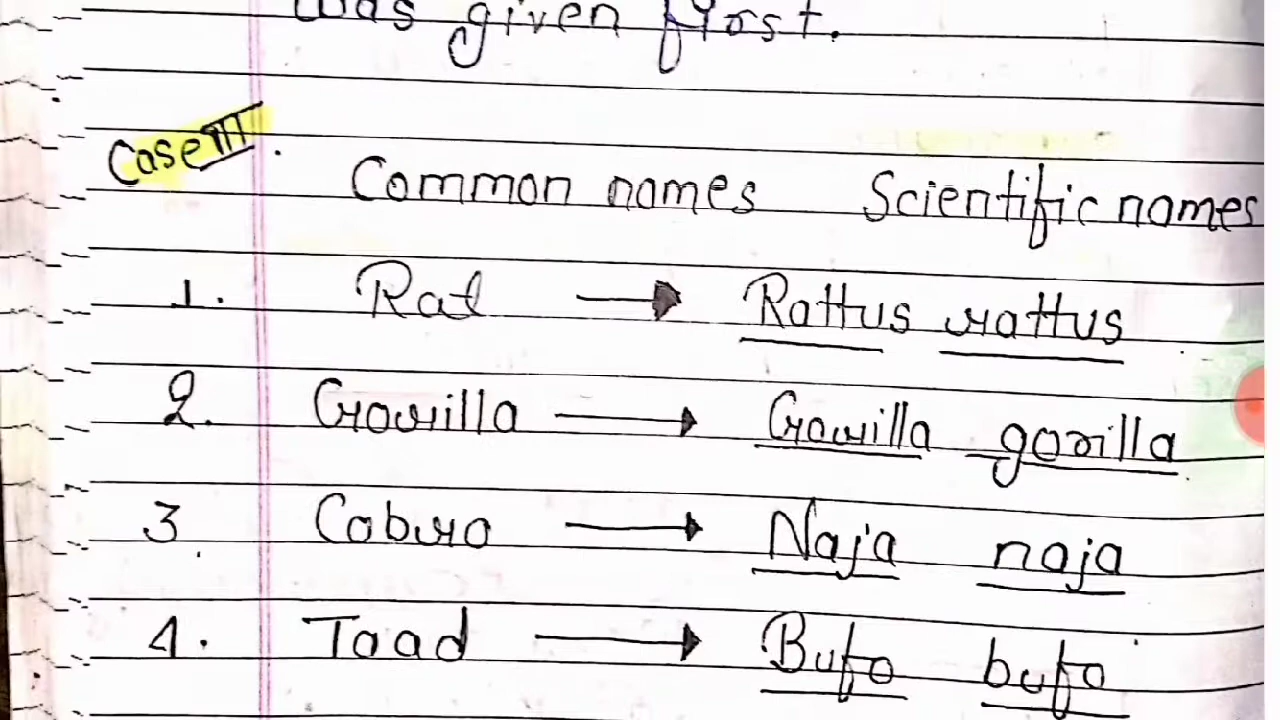 was given first.
Case III.
Common names Scientific names
1. Rat → Rattus rattus
2. Gorilla → Gorilla gorilla
3. Cobra → Naja naja
4. Toad → Bufo bufo